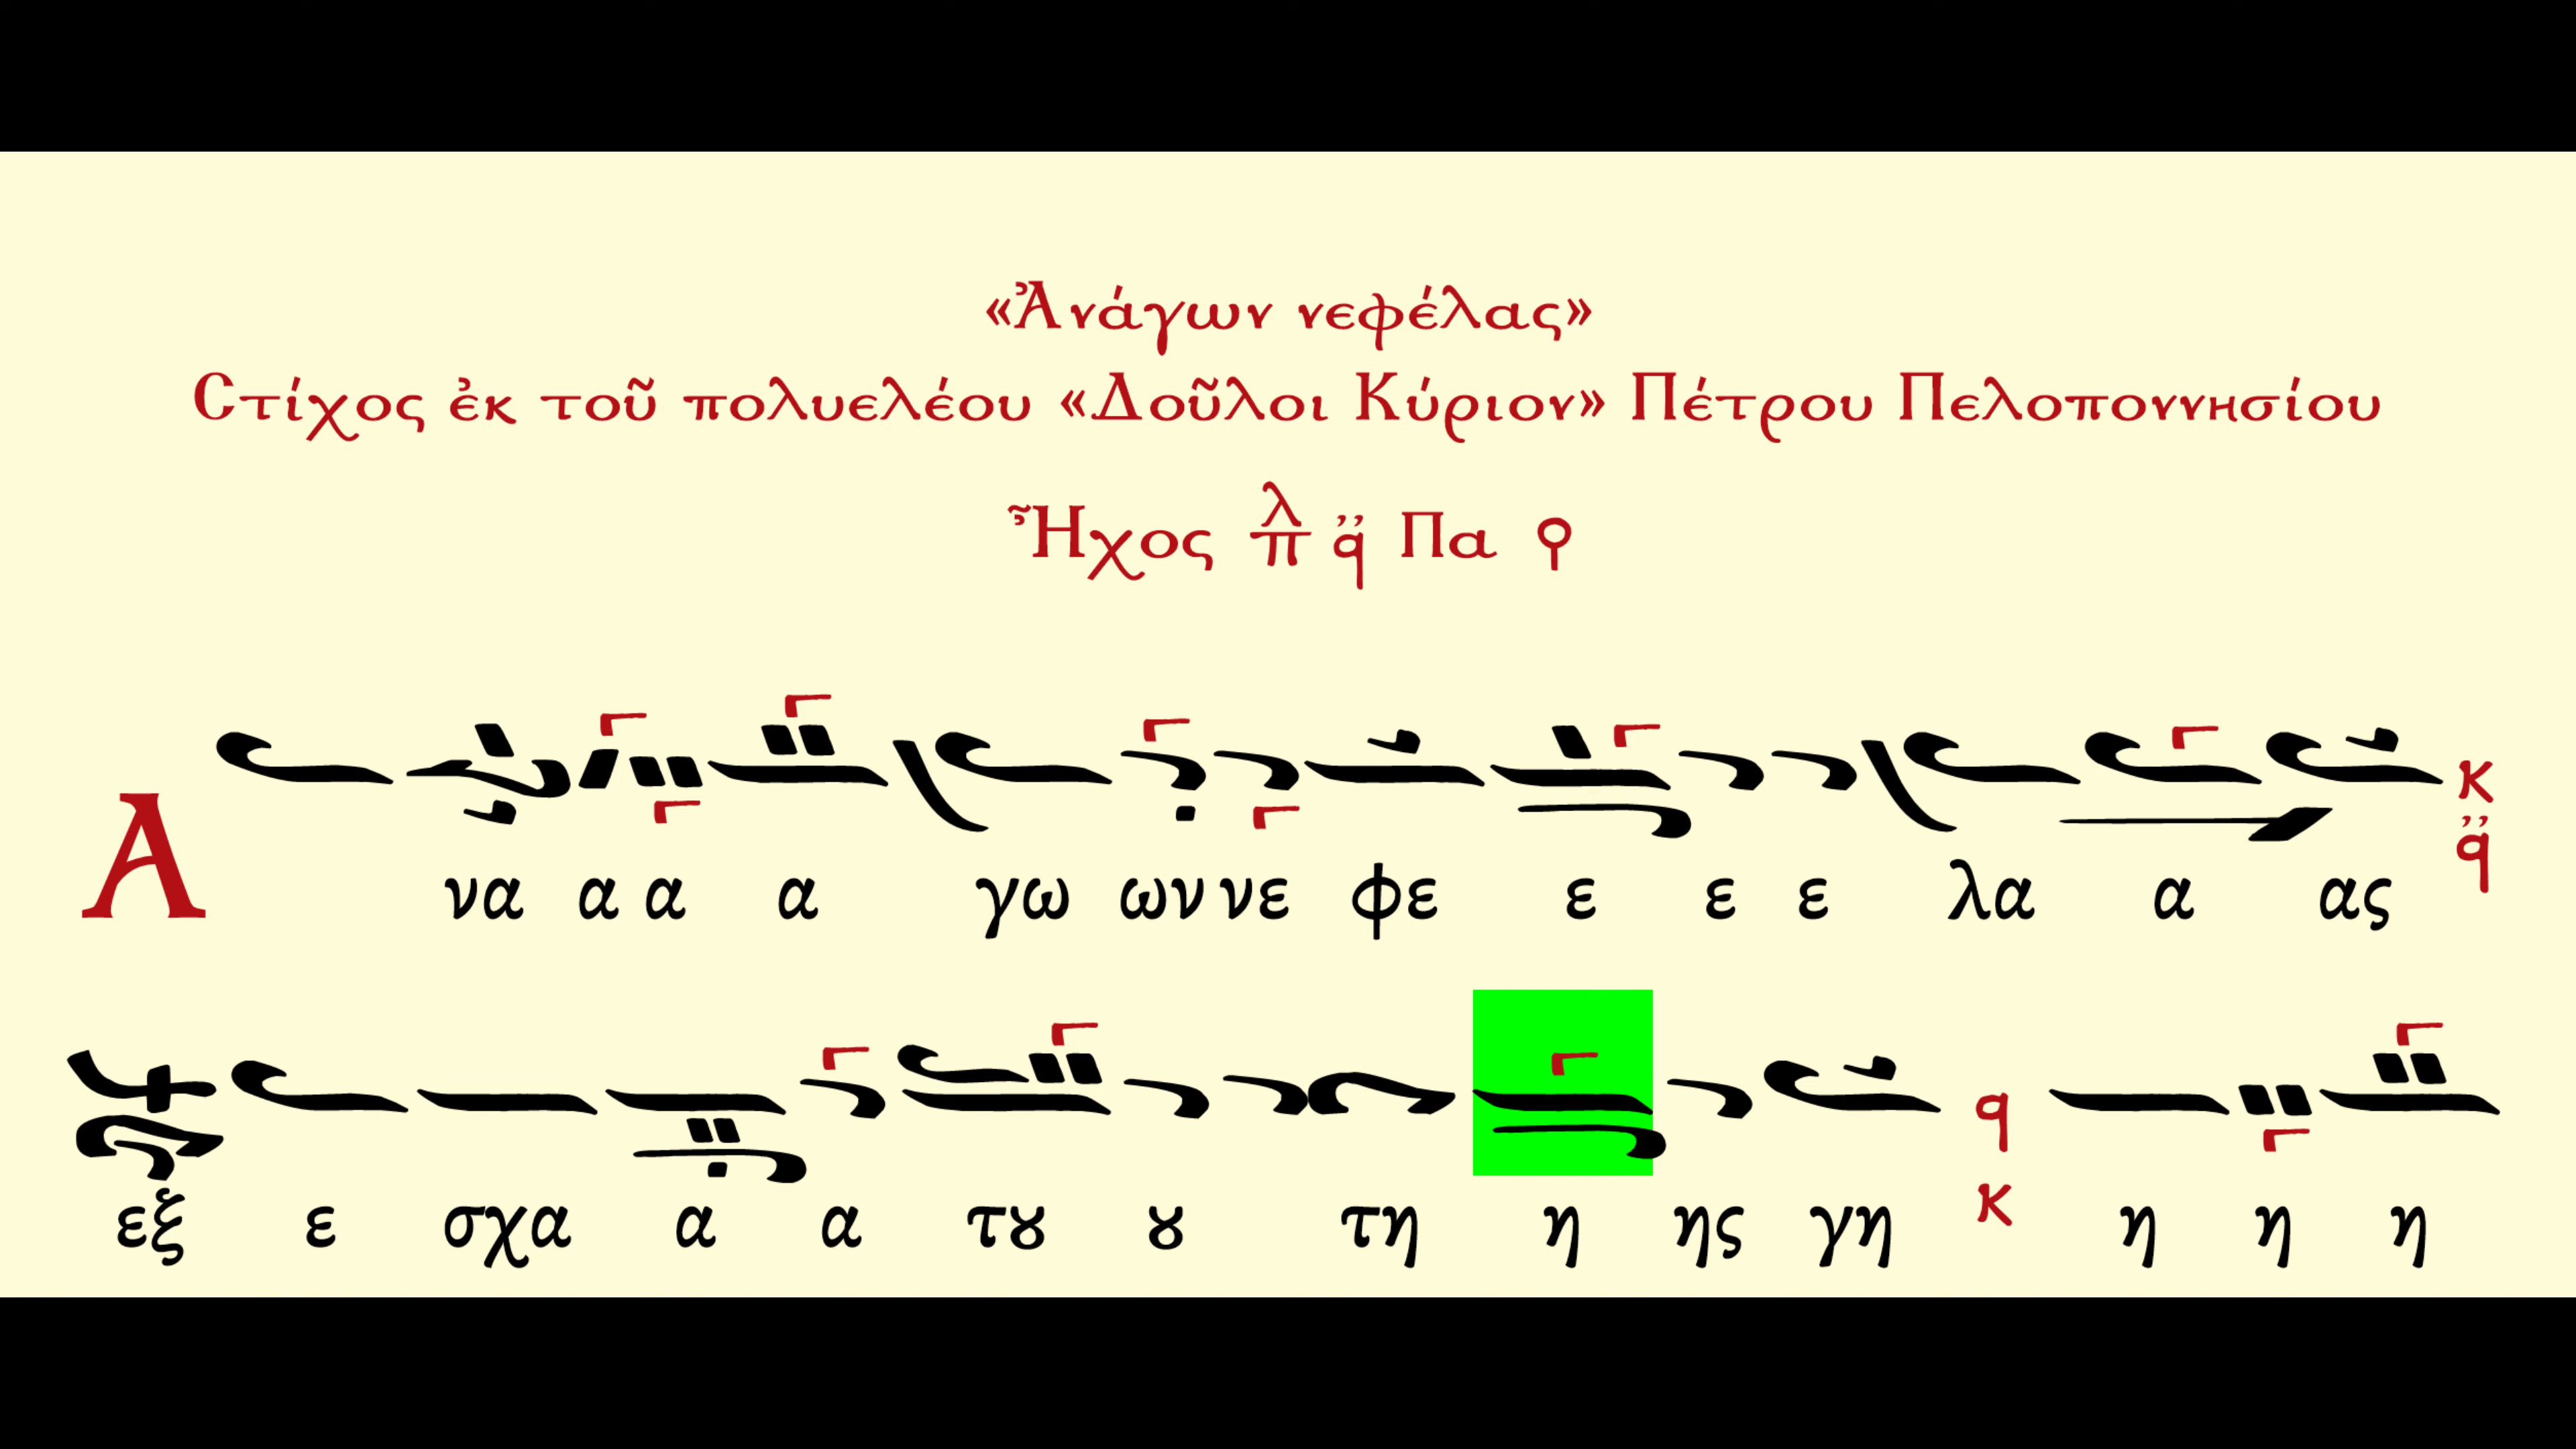 «Ἀνάγων νεφέλας»
Στίχος ἐκ τοῦ πολυελέου «Δοῦλοι Κύριον» Πέτρου Πελοποννησίου
Ἦχος λ π q̈ Πα ϙ
Α να α α α γω ων νε φε ε ε ε λα α ας κ q̈
εξ ε σχα α α τȣ ȣ τη η ης γη q κ η η η